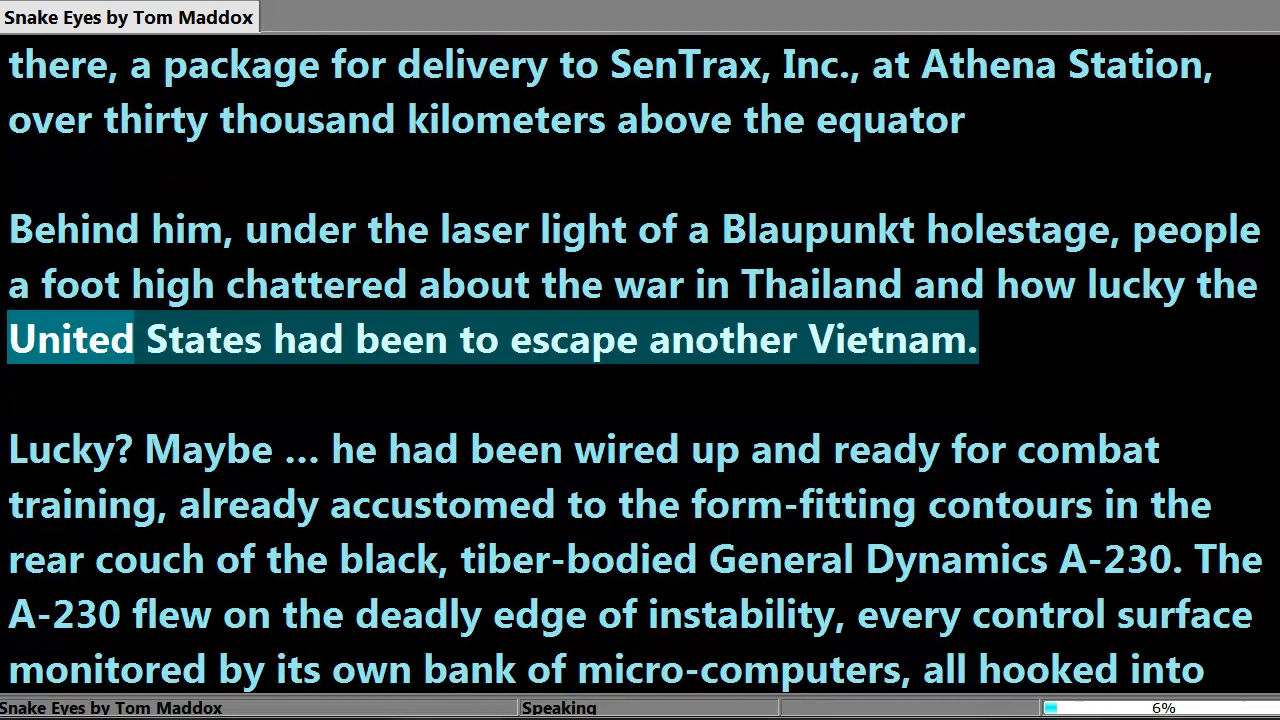 Snake Eyes by Tom Maddox
there, a package for delivery to SenTrax, Inc., at Athena Station,
over thirty thousand kilometers above the equator
Behind him, under the laser light of a Blaupunkt holestage, people
a foot high chattered about the war in Thailand and how lucky the
United States had been to escape another Vietnam.
Lucky? Maybe … he had been wired up and ready for combat
training, already accustomed to the form-fitting contours in the
rear couch of the black, tiber-bodied General Dynamics A-230. The
A-230 flew on the deadly edge of instability, every control surface
monitored by its own bank of micro-computers, all hooked into
Snake Eyes by Tom Maddox
Speaking
6%